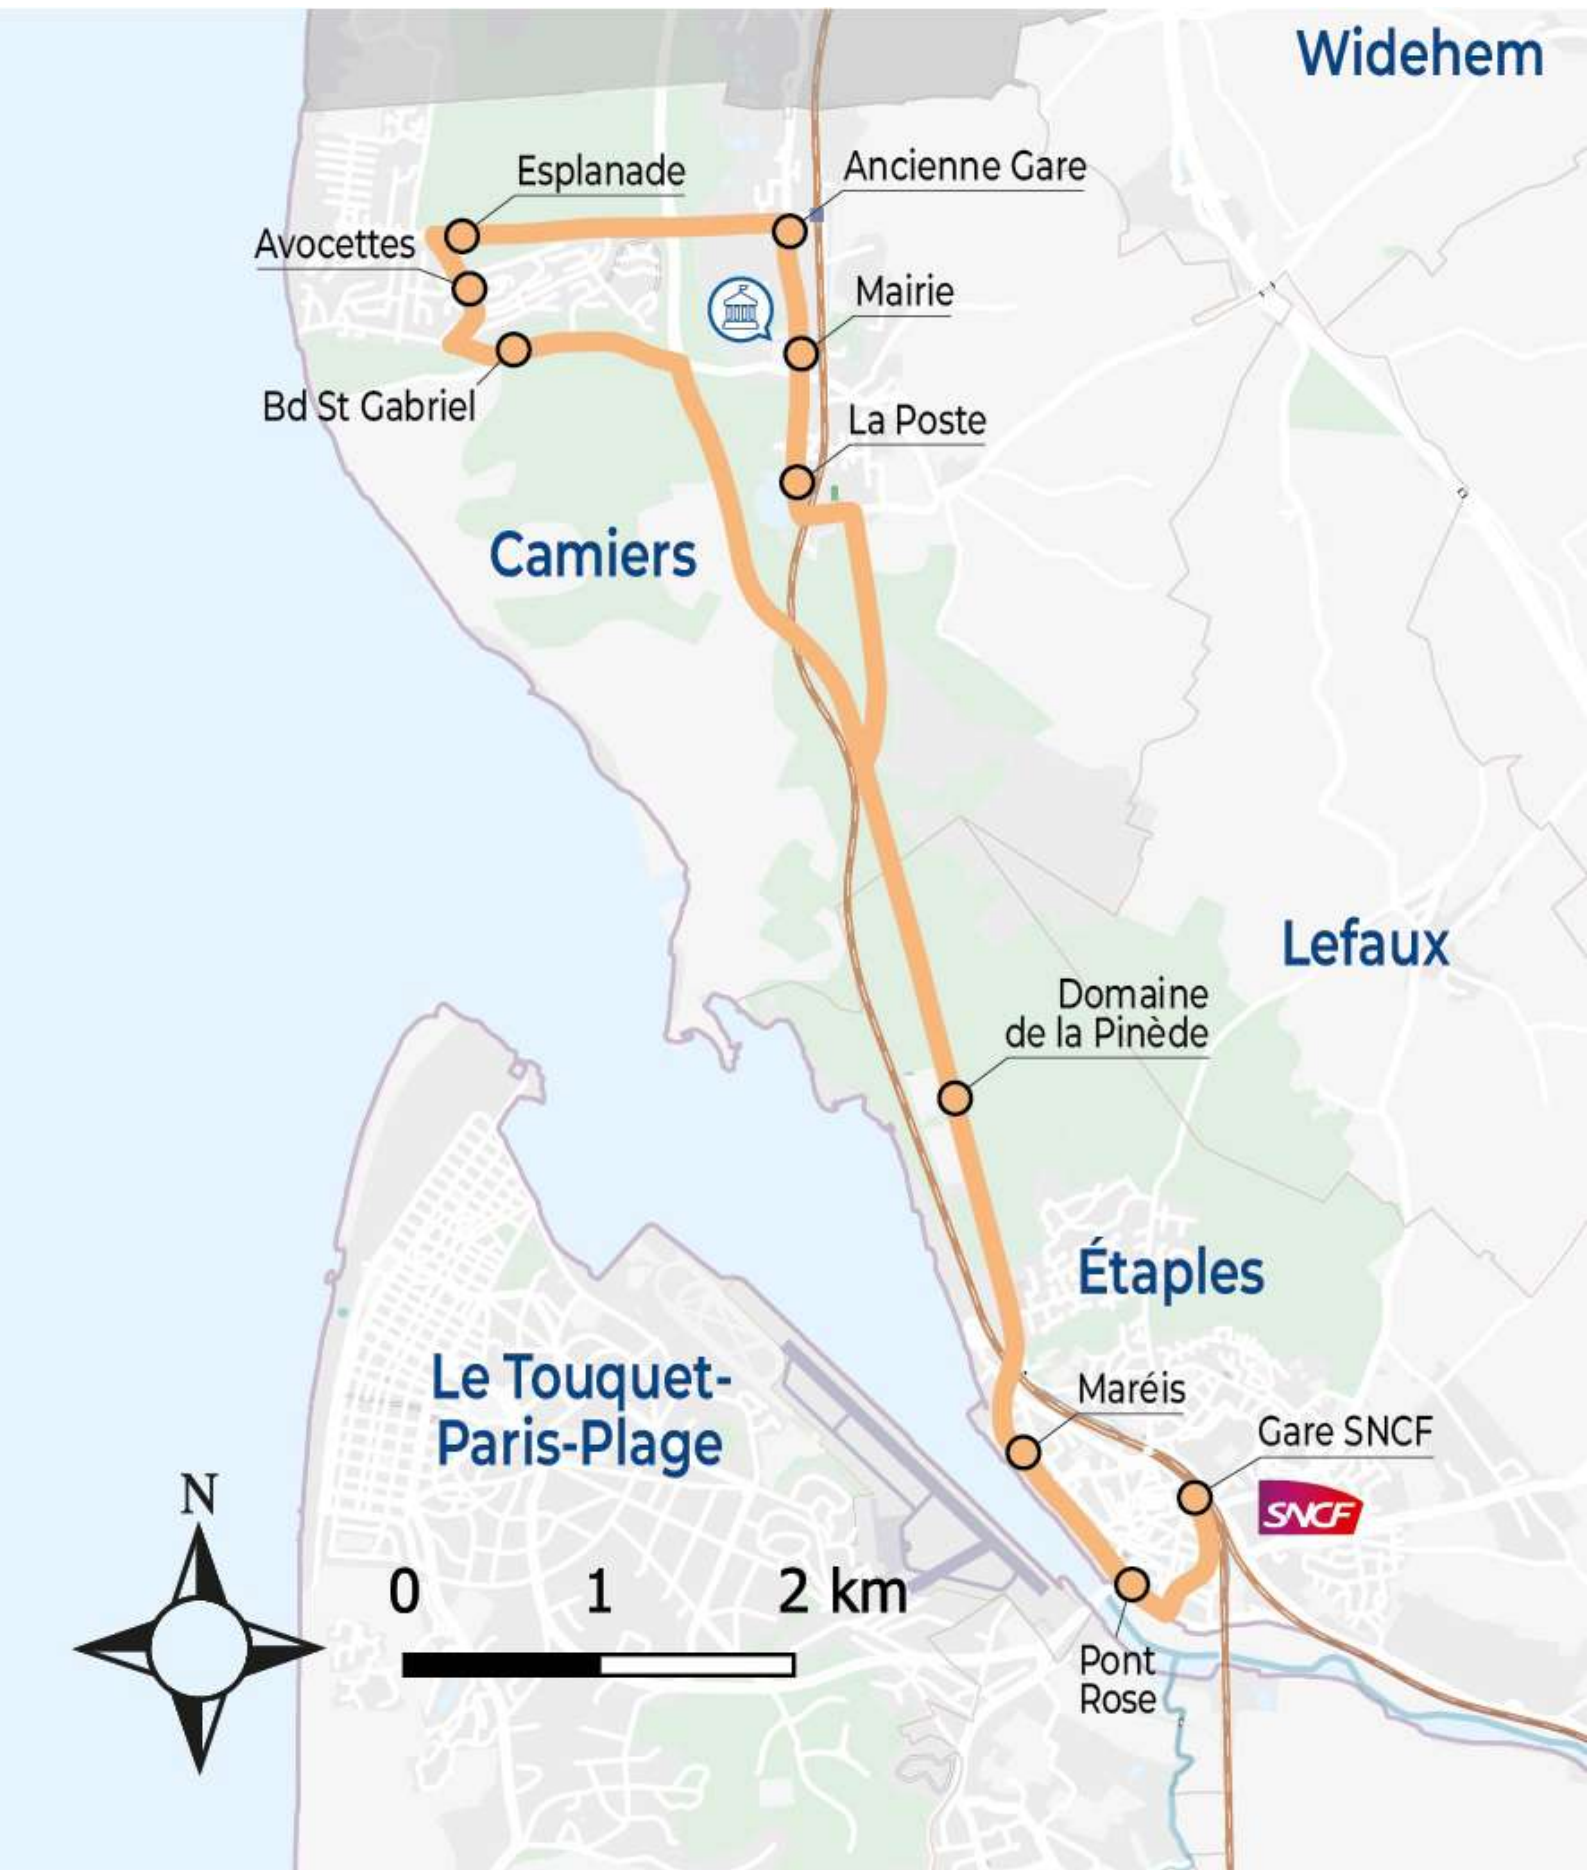 Widehem
Ancienne Gare
Esplanade
Avocettes
Mairie
Bd St Gabriel
La Poste
Camiers
Lefaux
Domaine
de la Pinède
Étaples
Le Touquet-
Paris-Plage
Maréis
Gare SNCF
SNCF
N
0 1 2 km
Pont
Rose